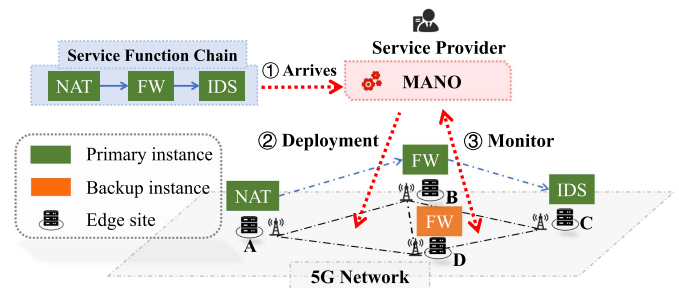 Service Provider
Service Function Chain
NAT
FW
IDS
① Arrives
MANO
② Deployment
③ Monitor
Primary instance
Backup instance
Edge site
NAT
FW
IDS
A
B
C
FW
D
5G Network